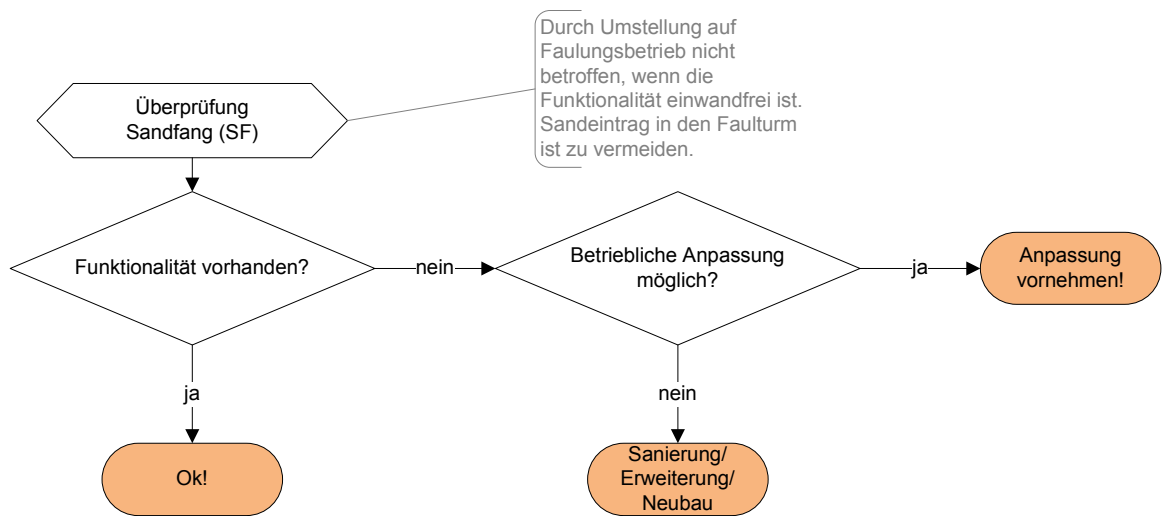 Durch Umstellung auf
Faulungsbetrieb nicht
betroffen, wenn die
Funktionalität einwandfrei ist.
Sandeintrag in den Faulturm
ist zu vermeiden.
Überprüfung
Sandfang (SF)
Funktionalität vorhanden?
nein
Betriebliche Anpassung
möglich?
ja
Anpassung
vornehmen!
ja
nein
Ok!
Sanierung/
Erweiterung/
Neubau